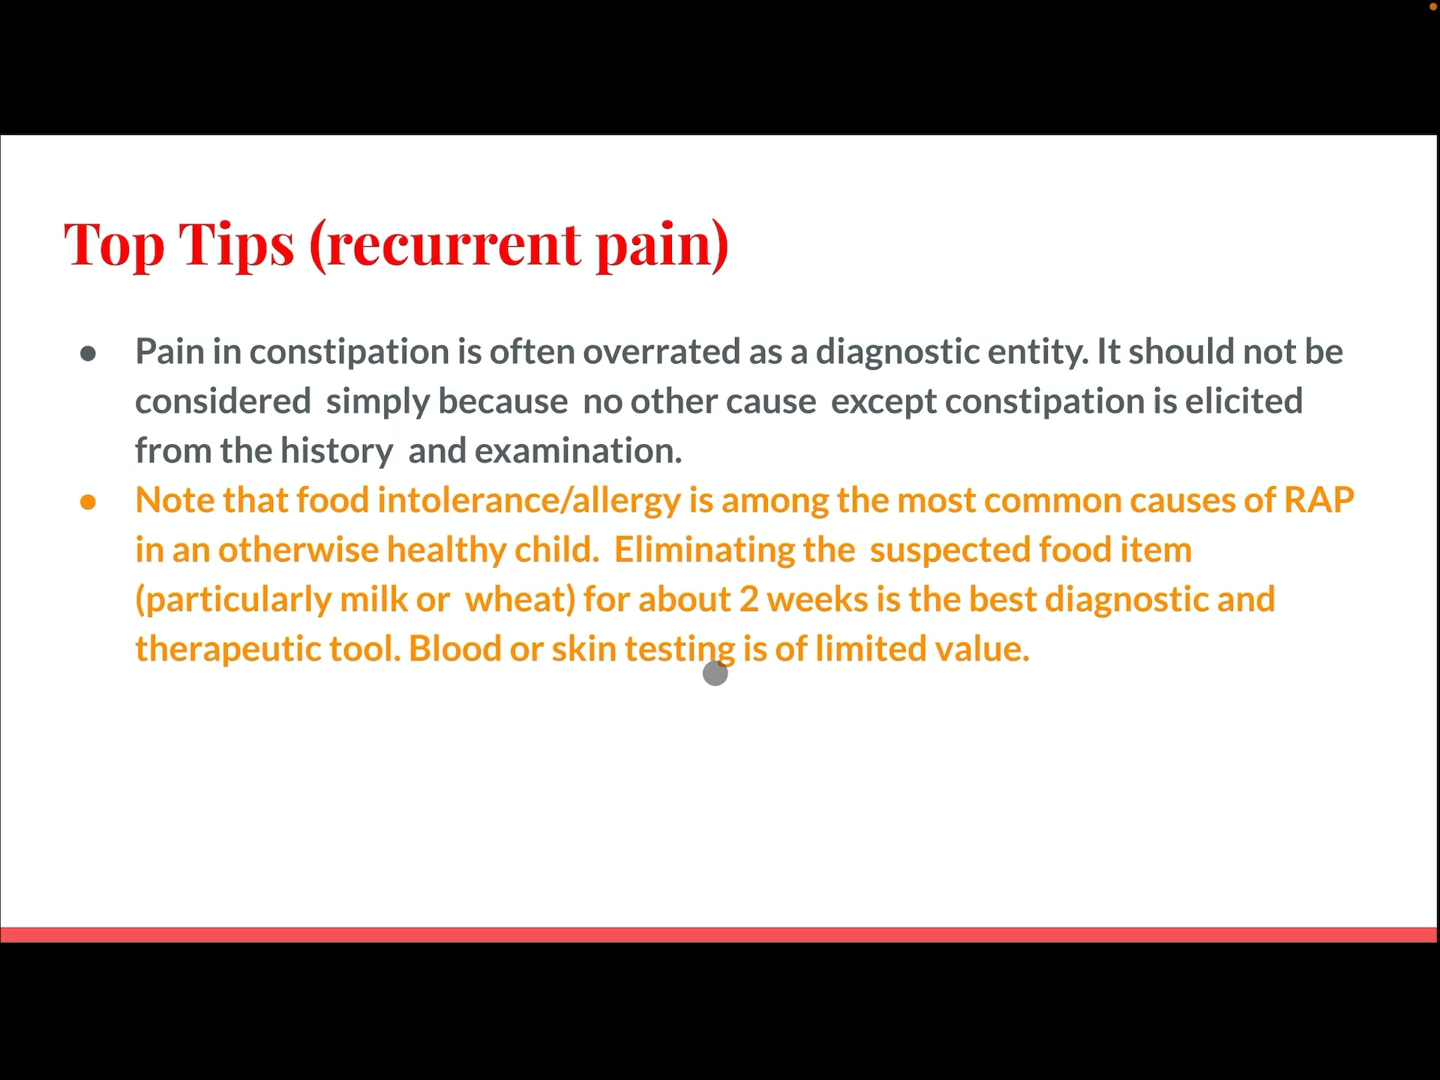 Top Tips (recurrent pain)
● Pain in constipation is often overrated as a diagnostic entity. It should not be
considered  simply because  no other cause  except constipation is elicited
from the history  and examination.
● Note that food intolerance/allergy is among the most common causes of RAP
in an otherwise healthy child.  Eliminating the  suspected food item
(particularly milk or  wheat) for about 2 weeks is the best diagnostic and
therapeutic tool. Blood or skin testing is of limited value.